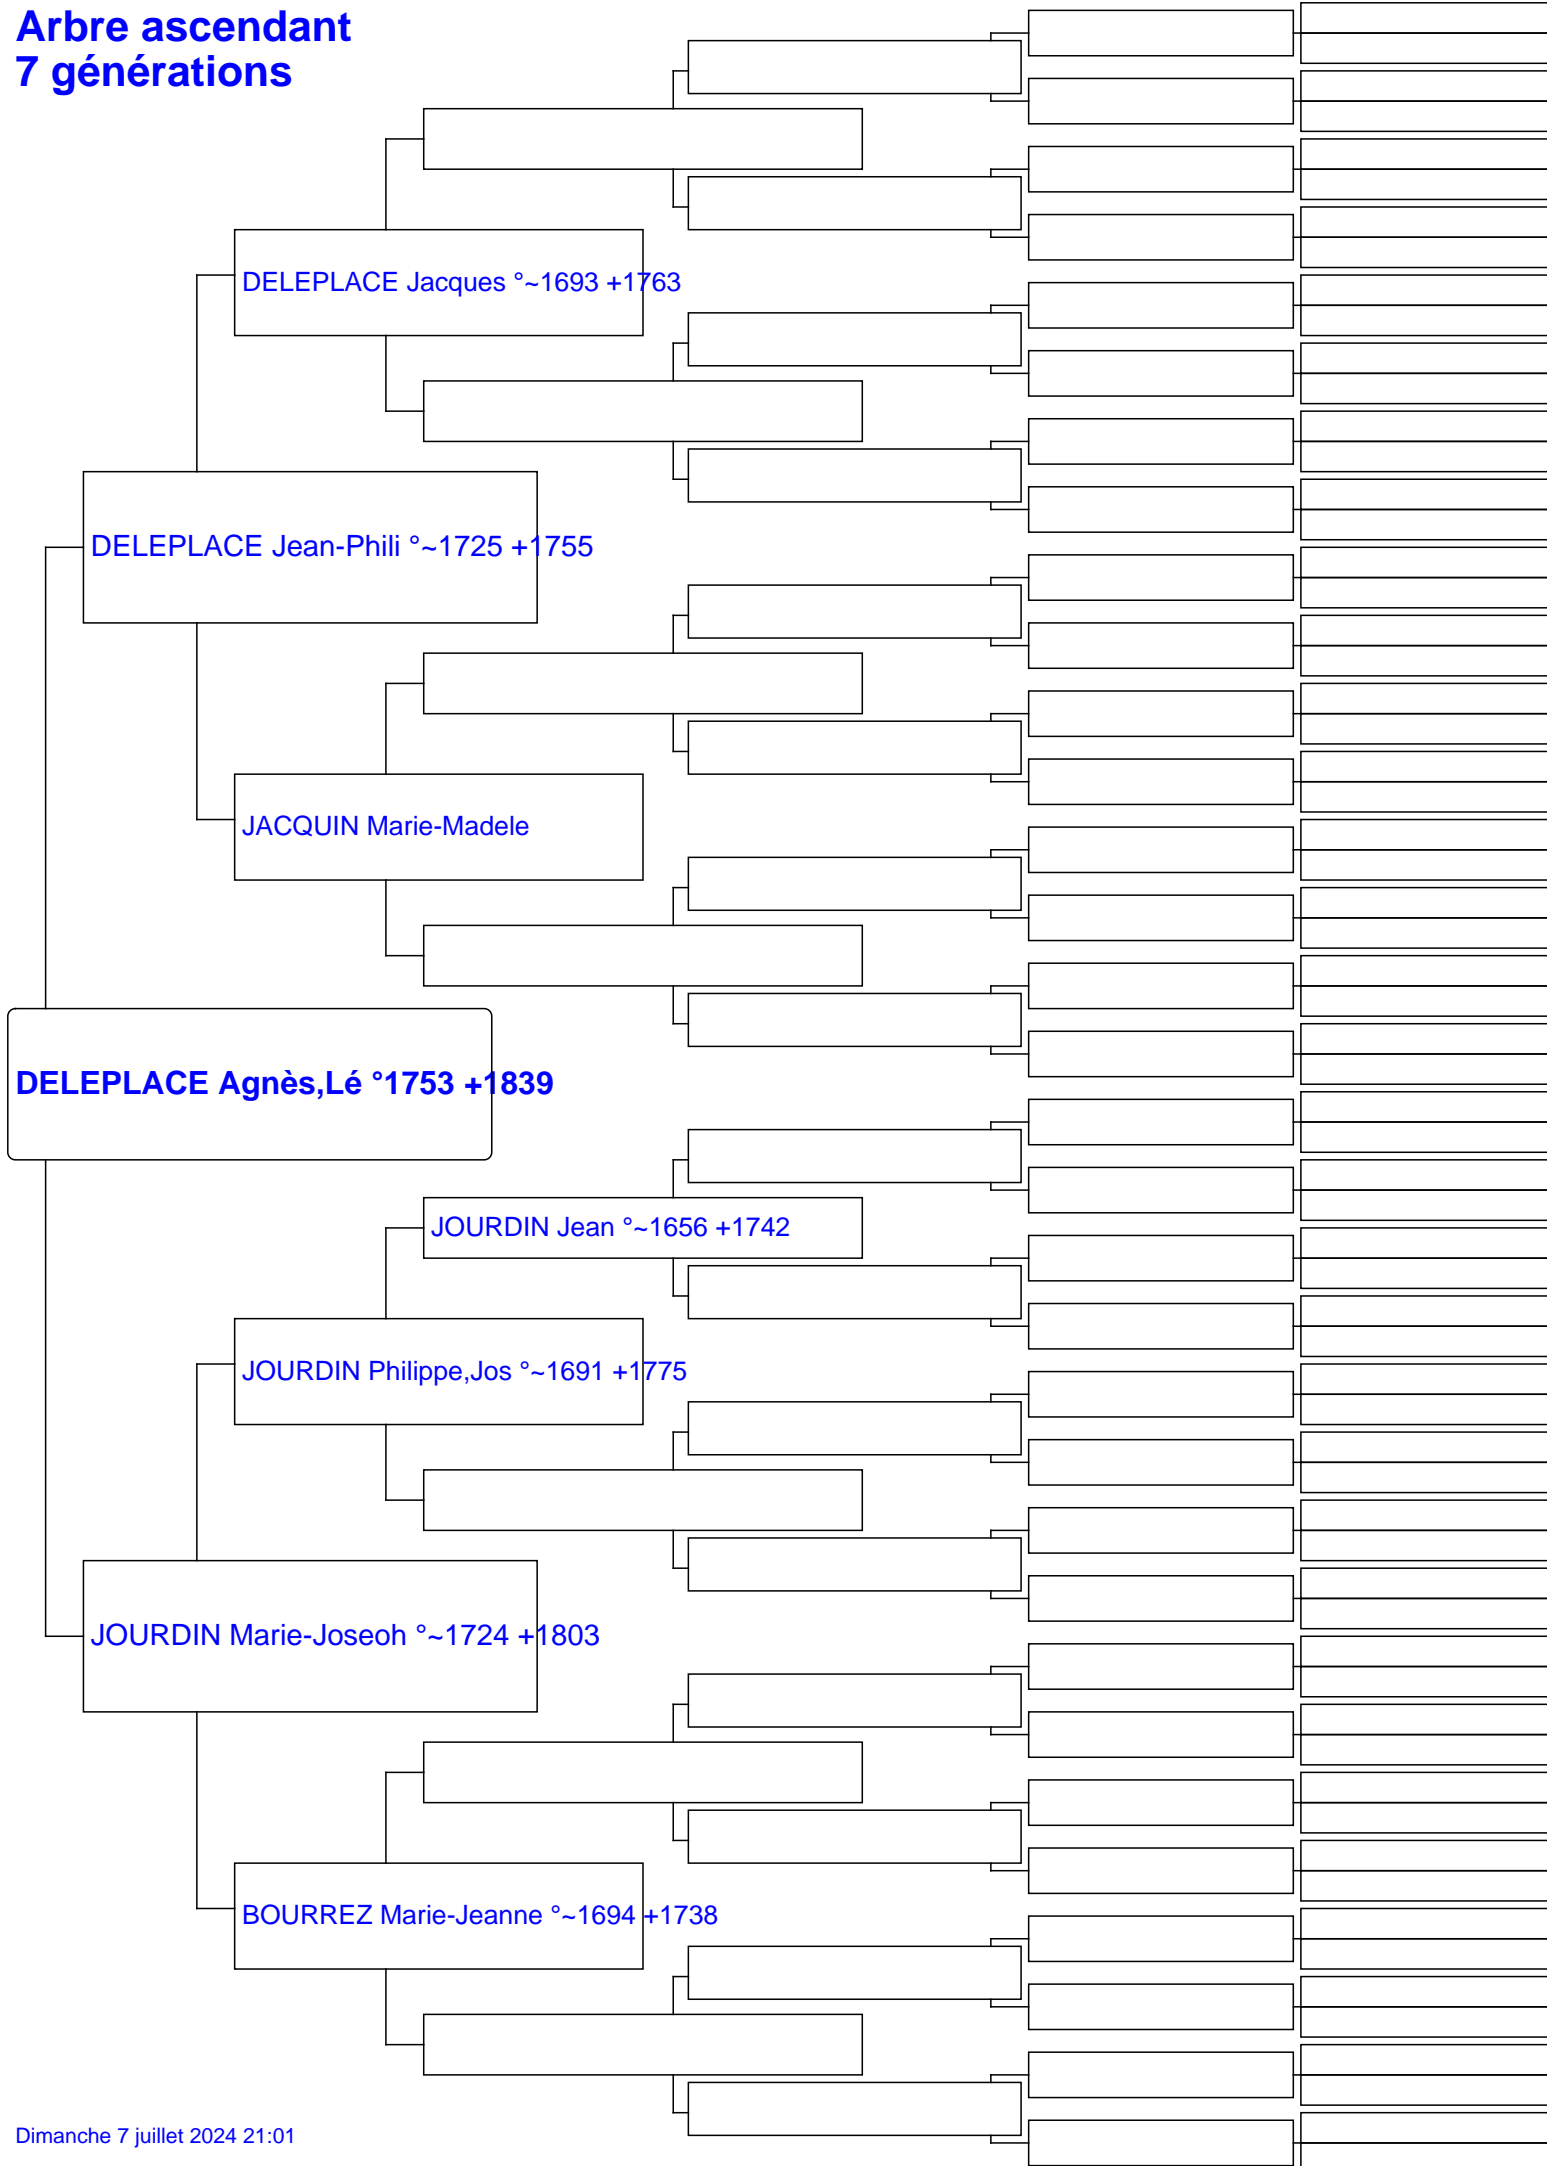 Arbre ascendant
7 générations
DELEPLACE Jacques °~1693 +1763
DELEPLACE Jean-Phili °~1725 +1755
JACQUIN Marie-Madele
DELEPLACE Agnès,Lé °1753 +1839
JOURDIN Jean °~1656 +1742
JOURDIN Philippe,Jos °~1691 +1775
JOURDIN Marie-Joseoh °~1724 +1803
BOURREZ Marie-Jeanne °~1694 +1738
Dimanche 7 juillet 2024 21:01